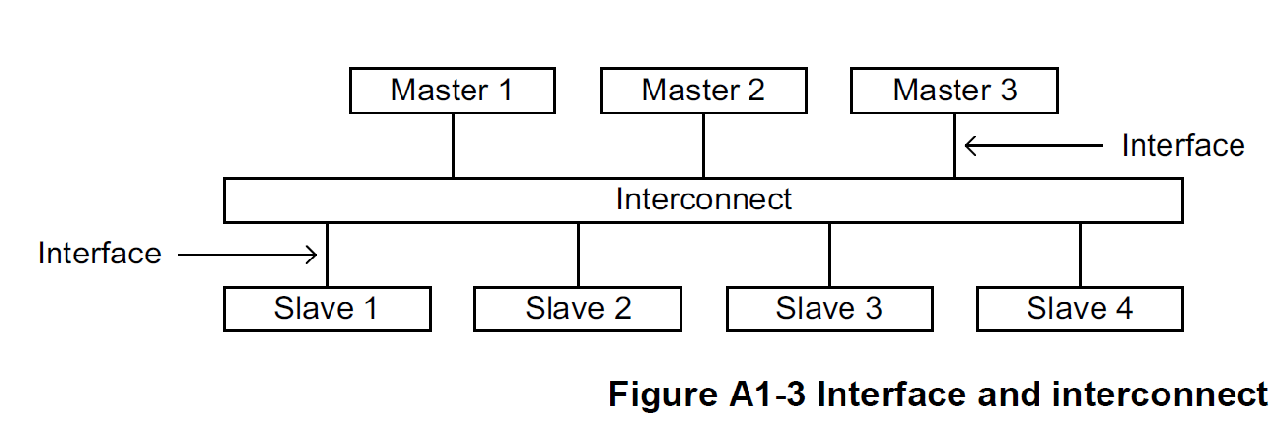 Master 1
Master 2
Master 3
Interface
Interconnect
Interface
Slave 1
Slave 2
Slave 3
Slave 4
Figure A1-3 Interface and interconnect